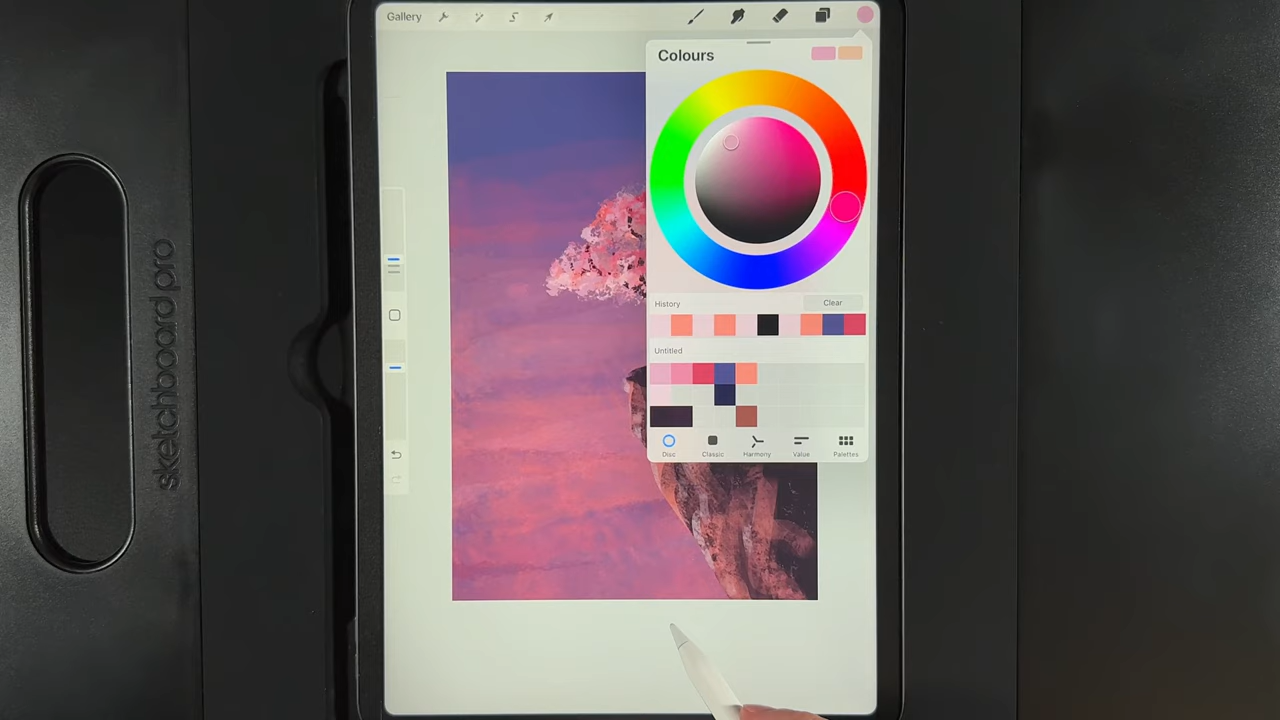 Gallery
Colours
History
Clear
Untitled
Disc
Classic
Harmony
Value
Palettes
sketchboard pro